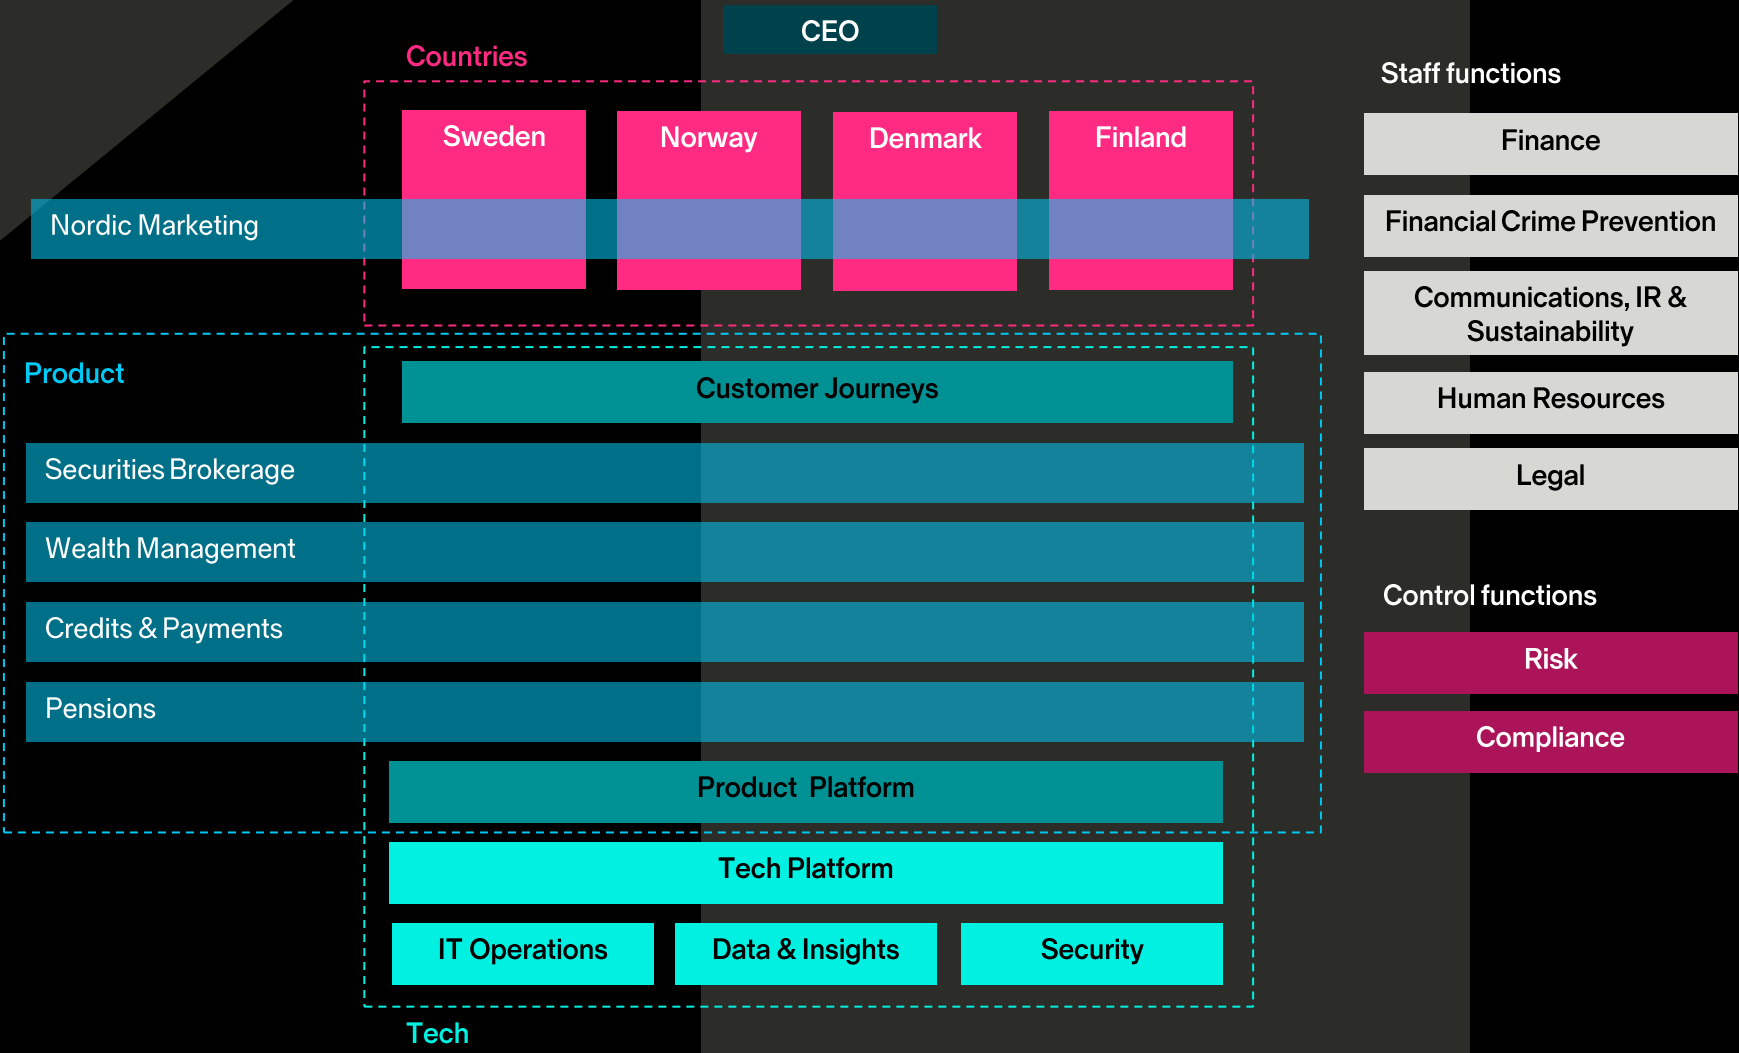 CEO
Countries
Sweden
Norway
Denmark
Finland
Nordic Marketing
Product
Customer Journeys
Securities Brokerage
Wealth Management
Credits & Payments
Pensions
Product Platform
Tech Platform
IT Operations
Data & Insights
Security
Tech
Staff functions
Finance
Financial Crime Prevention
Communications, IR &
Sustainability
Human Resources
Legal
Control functions
Risk
Compliance